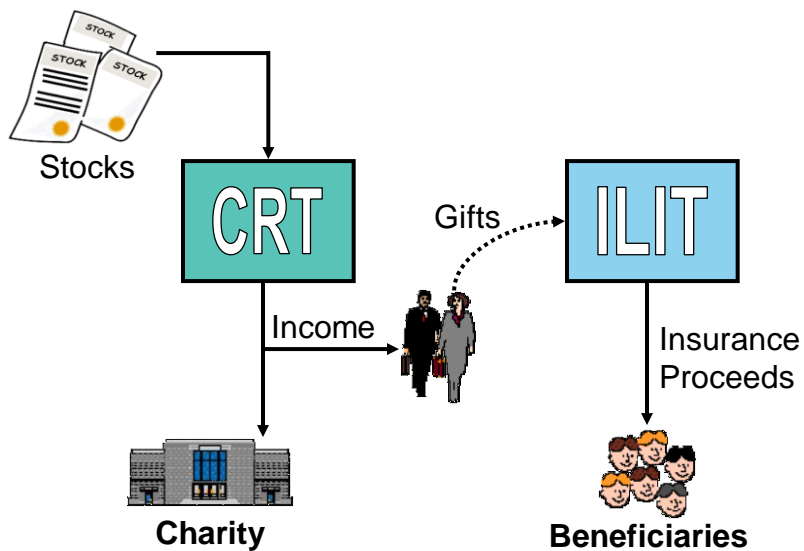 STOCK
STOCK
STOCK
Stocks
CRT
Gifts
ILIT
Income
Insurance
Proceeds
Charity
Beneficiaries